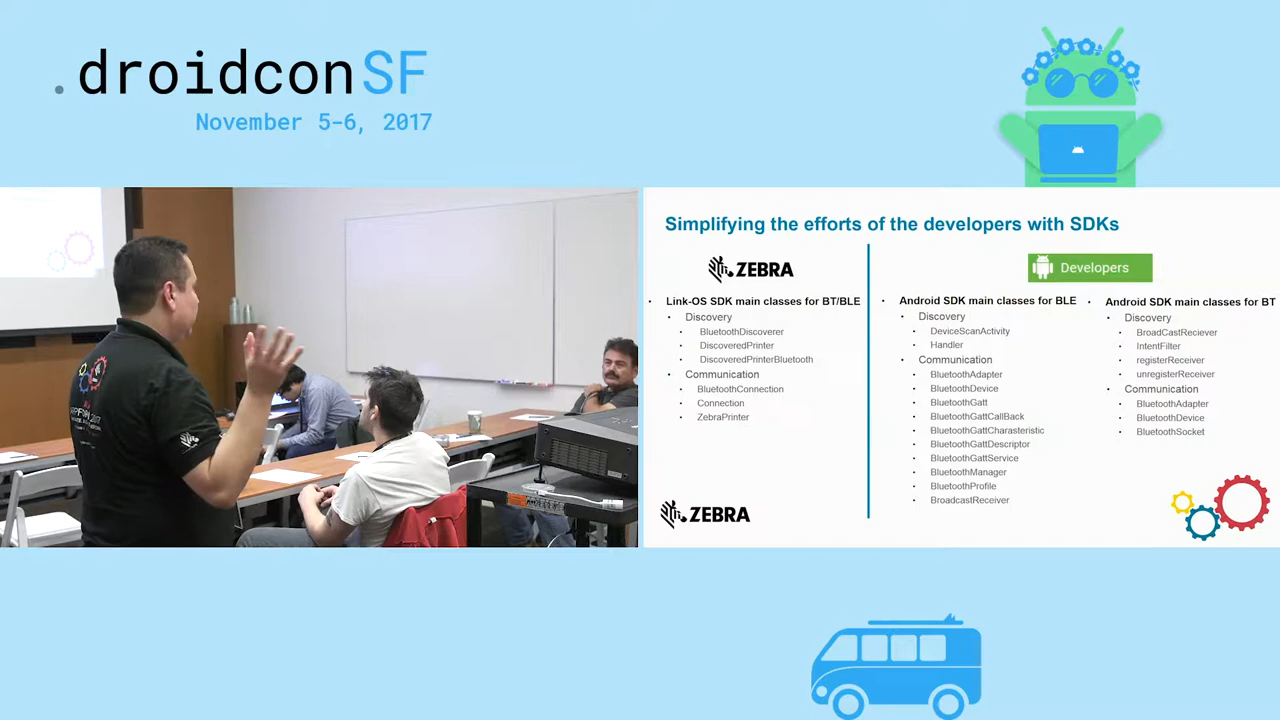 .droidconSF
November 5-6, 2017
Simplifying the efforts of the developers with SDKs
ZEBRA
Link-OS SDK main classes for BT/BLE
Discovery
BluetoothDiscoverer
DiscoveredPrinter
DiscoveredPrinterBluetooth
Communication
BluetoothConnection
Connection
ZebraPrinter
ZEBRA
Developers
Android SDK main classes for BLE
Discovery
DeviceScanActivity
Handler
Communication
BluetoothAdapter
BluetoothDevice
BluetoothGatt
BluetoothGattCallBack
BluetoothGattCharasteristic
BluetoothGattDescriptor
BluetoothGattService
BluetoothManager
BluetoothProfile
BroadcastReceiver
Android SDK main classes for BT
Discovery
BroadCastReciever
IntentFilter
registerReceiver
unregisterReceiver
Communication
BluetoothAdapter
BluetoothDevice
BluetoothSocket